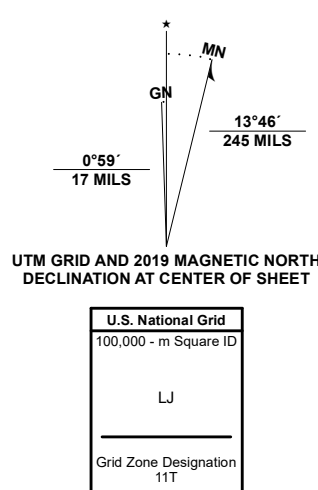 ★
MN
GN
13°46´
245 MILS
0°59´
17 MILS
UTM GRID AND 2019 MAGNETIC NORTH
DECLINATION AT CENTER OF SHEET
U.S. National Grid
100,000 - m Square ID
LJ
Grid Zone Designation
11T